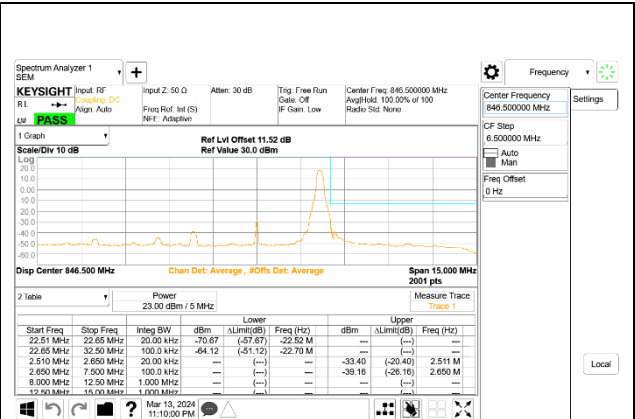 Spectrum Analyzer 1
SEM
Frequency
KEYSIGHT
Input: RF
Coupling: DC
Align: Auto
Input Z: 50 Ω
Freq Ref: Int (S)
NFE: Adaptive
Atten: 30 dB
Trig: Free Run
Gate: Off
IF Gain: Low
Center Freq: 846.500000 MHz
Avg|Hold: 100.00% of 100
Radio Std: None
RL
PASS
Center Frequency
846.500000 MHz
Settings
CF Step
6.500000 MHz
Auto
Man
Freq Offset
0 Hz
1 Graph
Scale/Div 10 dB
Ref Lvl Offset 11.52 dB
Ref Value 30.0 dBm
Log
20.0
10.0
0.00
-10.0
-20.0
-30.0
-40.0
-50.0
-60.0
Disp Center 846.500 MHz
Chan Det: Average, #Offs Det: Average
Span 15.000 MHz
2001 pts
2 Table
Power
23.00 dBm / 5 MHz
Measure Trace
Trace 1
Lower Upper
Start Freq Stop Freq Integ BW dBm ΔLimit(dB) Freq (Hz) dBm ΔLimit(dB) Freq (Hz)
22.51 MHz 22.65 MHz 20.00 kHz -70.67 (-57.67) -22.52 M --- (---) ---
22.65 MHz 32.50 MHz 100.0 kHz -64.12 (-51.12) -22.70 M --- (---) ---
2.510 MHz 2.650 MHz 20.00 kHz --- (---) --- -33.40 (-20.40) 2.511 M
2.650 MHz 7.500 MHz 100.0 kHz --- (---) --- -39.16 (-26.16) 2.650 M
8.000 MHz 12.50 MHz 1.000 MHz --- (---) --- --- (---) ---
12.50 MHz 15.00 MHz 1.000 MHz --- (---) --- --- (---) ---
Local
Mar 13, 2024
11:10:00 PM